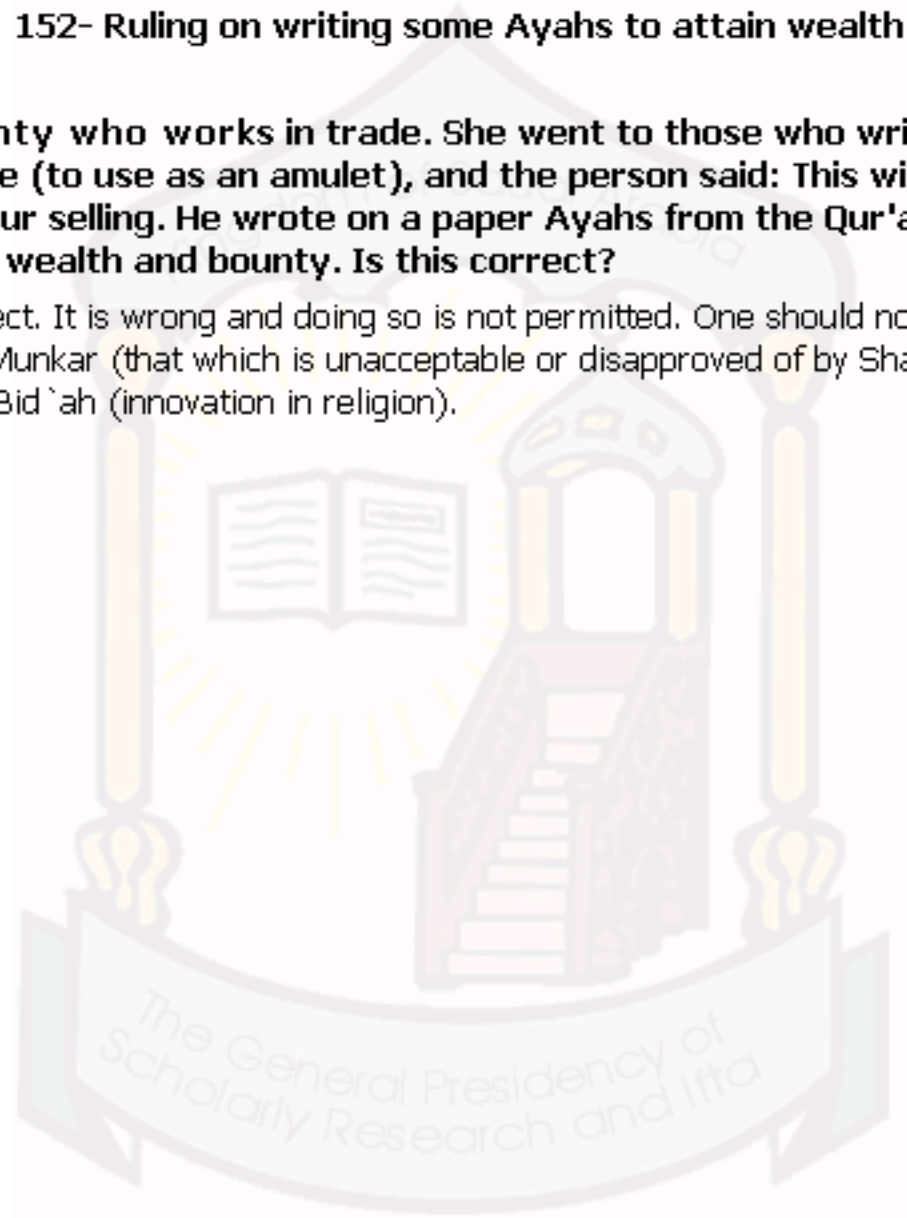 152- Ruling on writing some Ayahs to attain wealth
nty who works in trade. She went to those who wri
e (to use as an amulet), and the person said: This wi
ur selling. He wrote on a paper Ayahs from the Qur'a
wealth and bounty. Is this correct?
ect. It is wrong and doing so is not permitted. One should no
Munkar (that which is unacceptable or disapproved of by Sha
Bid`ah (innovation in religion).
Kingdom of Saudi Arabia
The General Presidency of
Scholarly Research and Ifta